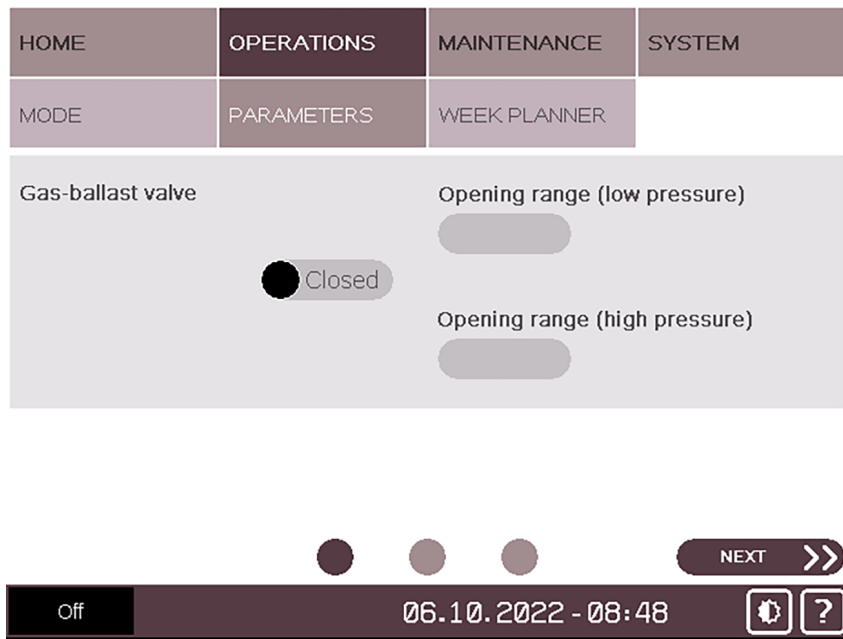 HOME OPERATIONS MAINTENANCE SYSTEM
MODE PARAMETERS WEEK PLANNER
Gas-ballast valve
Opening range (low pressure)
Closed
Opening range (high pressure)
NEXT
Off 06.10.2022 - 08:48 ?